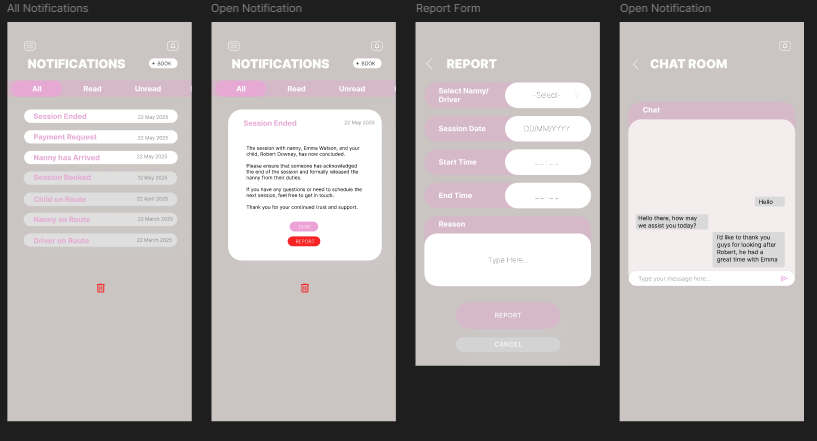 All Notifications
NOTIFICATIONS
+ BOOK
All
Read
Unread
Session Ended
22 May 2025
Payment Request
22 May 2025
Nanny has Arrived
22 May 2025
Session Booked
12 May 2025
Child on Route
22 April 2025
Nanny on Route
22 March 2025
Driver on Route
22 March 2025
Open Notification
NOTIFICATIONS
+ BOOK
All
Read
Unread
Session Ended
22 May 2025
The session with nanny, Emma Watson, and your
child, Robert Downey, has now concluded.
Please ensure that someone has acknowledged
the end of the session and formally released the
nanny from their duties.
If you have any questions or need to schedule the
next session, feel free to get in touch.
Thank you for your continued trust and support.
CHAT
REPORT
Report Form
REPORT
Select Nanny/
Driver
-Select-
Session Date
DD/MM/YYYY
Start Time
_ _ : _ _
End Time
_ _ : _ _
Reason
Type Here...
REPORT
CANCEL
Open Notification
CHAT ROOM
Chat
Hello
Hello there, how may
we assist you today?
I'd like to thank you
guys for looking after
Robert, he had a
great time with Emma
Type your message here...